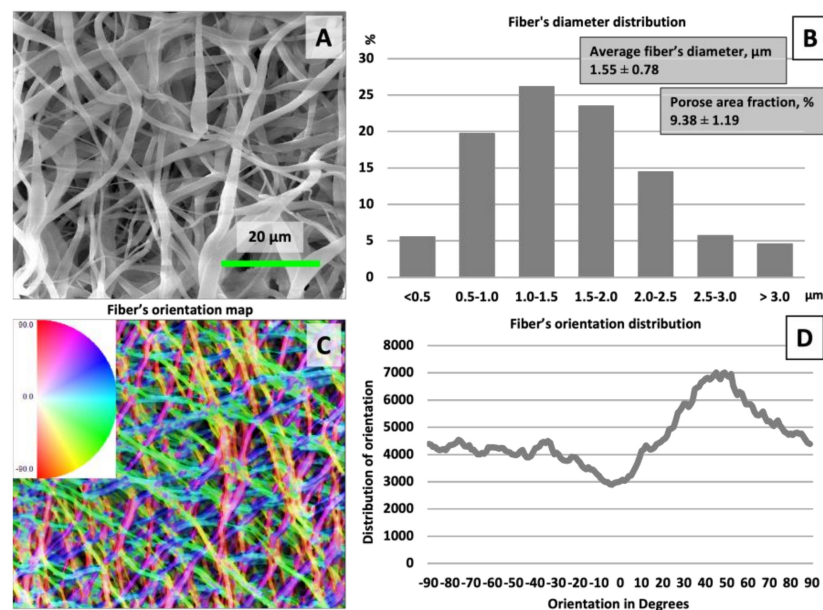 A
20 μm
Fiber's diameter distribution
B
%
Average fiber's diameter, μm
1.55 ± 0.78
Porose area fraction, %
9.38 ± 1.19
30
25
20
15
10
5
0
<0.5 0.5-1.0 1.0-1.5 1.5-2.0 2.0-2.5 2.5-3.0 > 3.0 μm
Fiber's orientation map
C
90.0
0.0
-90.0
Fiber's orientation distribution
D
Distribution of orientation
8000
7000
6000
5000
4000
3000
2000
1000
0
-90 -80 -70 -60 -50 -40 -30 -20 -10 0 10 20 30 40 50 60 70 80 90
Orientation in Degrees